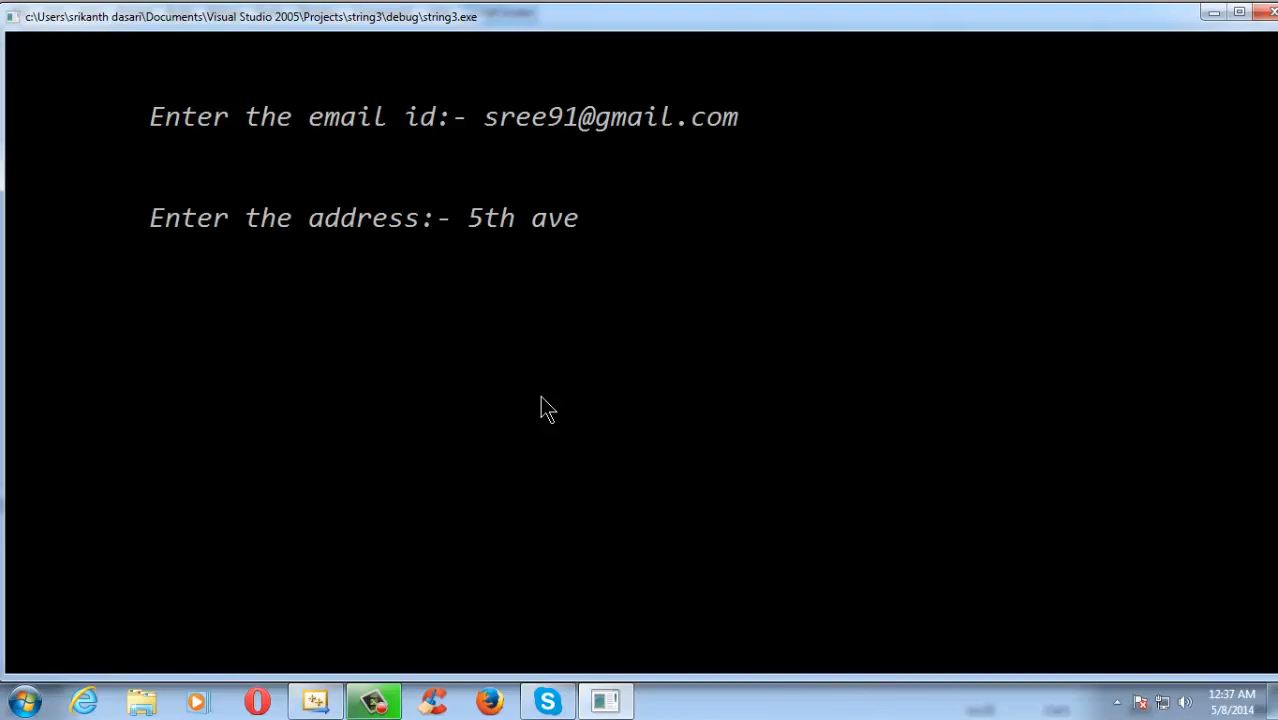 c:\Users\srikanth dasari\Documents\Visual Studio 2005\Projects\string3\debug\string3.exe
Enter the email id:- sree91@gmail.com
Enter the address:- 5th ave
12:37 AM
5/8/2014